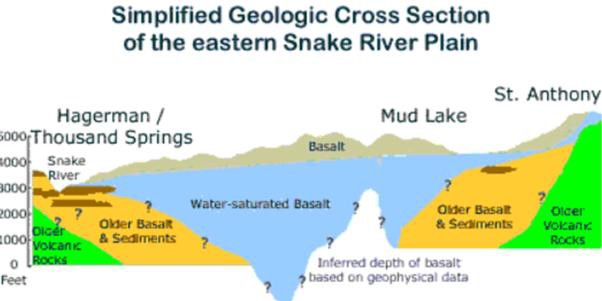 Simplified Geologic Cross Section
of the eastern Snake River Plain
St. Anthony
Hagerman /
Thousand Springs
Mud Lake
5000
4000
3000
2000
1000
0
Feet
Snake
River
Basalt
Water-saturated Basalt
Older Basalt
& Sediments
Older Basalt
& Sediments
Older
Volcanic
Rocks
Older
Volcanic
Rocks
Inferred depth of basalt
based on geophysical data
?
?
?
?
?
?
?
?
?
?
?
?